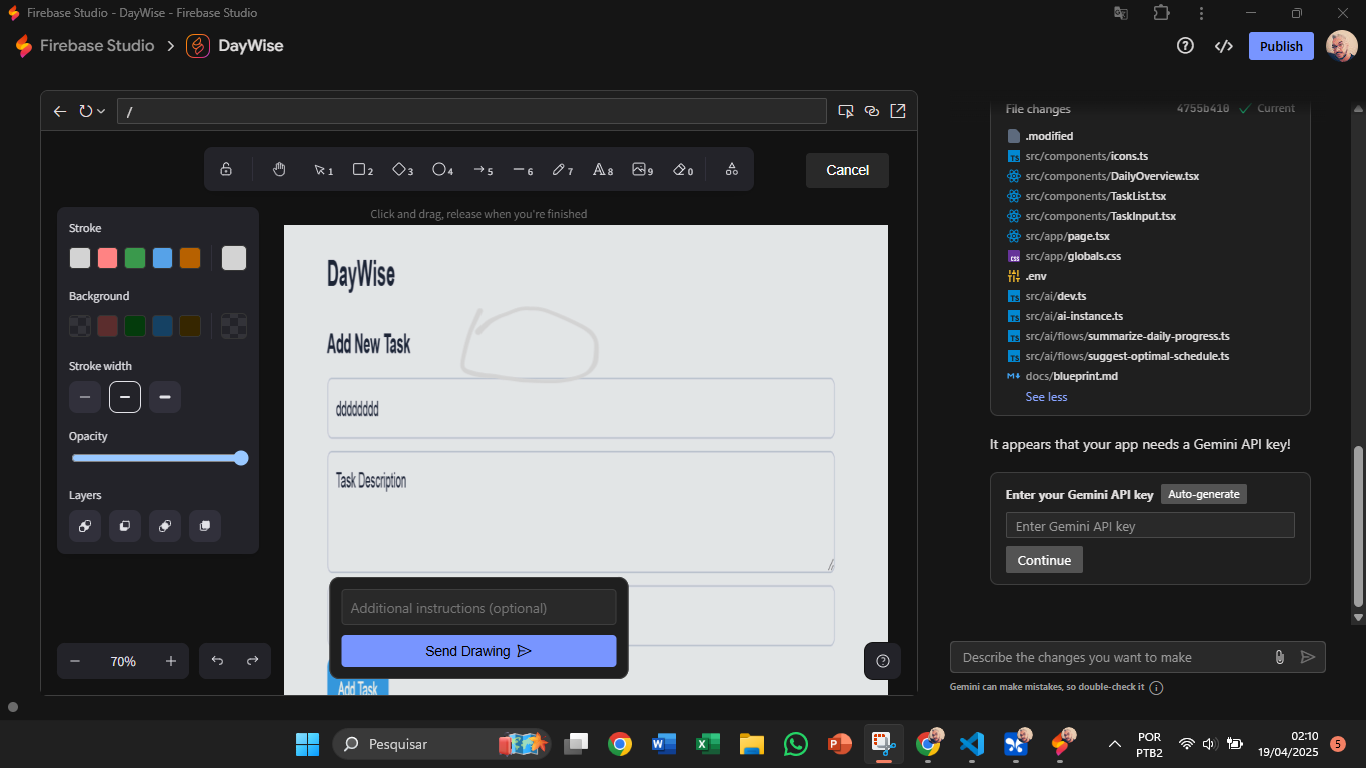 Firebase Studio - DayWise - Firebase Studio
Firebase Studio > DayWise
Publish
/
1 2 3 4 5 6 7 8 9 0
Cancel
Click and drag, release when you're finished
Stroke
Background
Stroke width
Opacity
Layers
70%
DayWise
Add New Task
dddddddd
Task Description
Additional instructions (optional)
Send Drawing
Add Task
File changes 4755b410 Current
.modified
src/components/icons.ts
src/components/DailyOverview.tsx
src/components/TaskList.tsx
src/components/TaskInput.tsx
src/app/page.tsx
src/app/globals.css
.env
src/ai/dev.ts
src/ai/ai-instance.ts
src/ai/flows/summarize-daily-progress.ts
src/ai/flows/suggest-optimal-schedule.ts
docs/blueprint.md
See less
It appears that your app needs a Gemini API key!
Enter your Gemini API key Auto-generate
Enter Gemini API key
Continue
Describe the changes you want to make
Gemini can make mistakes, so double-check it
Pesquisar
POR
PTB2
02:10
19/04/2025
5